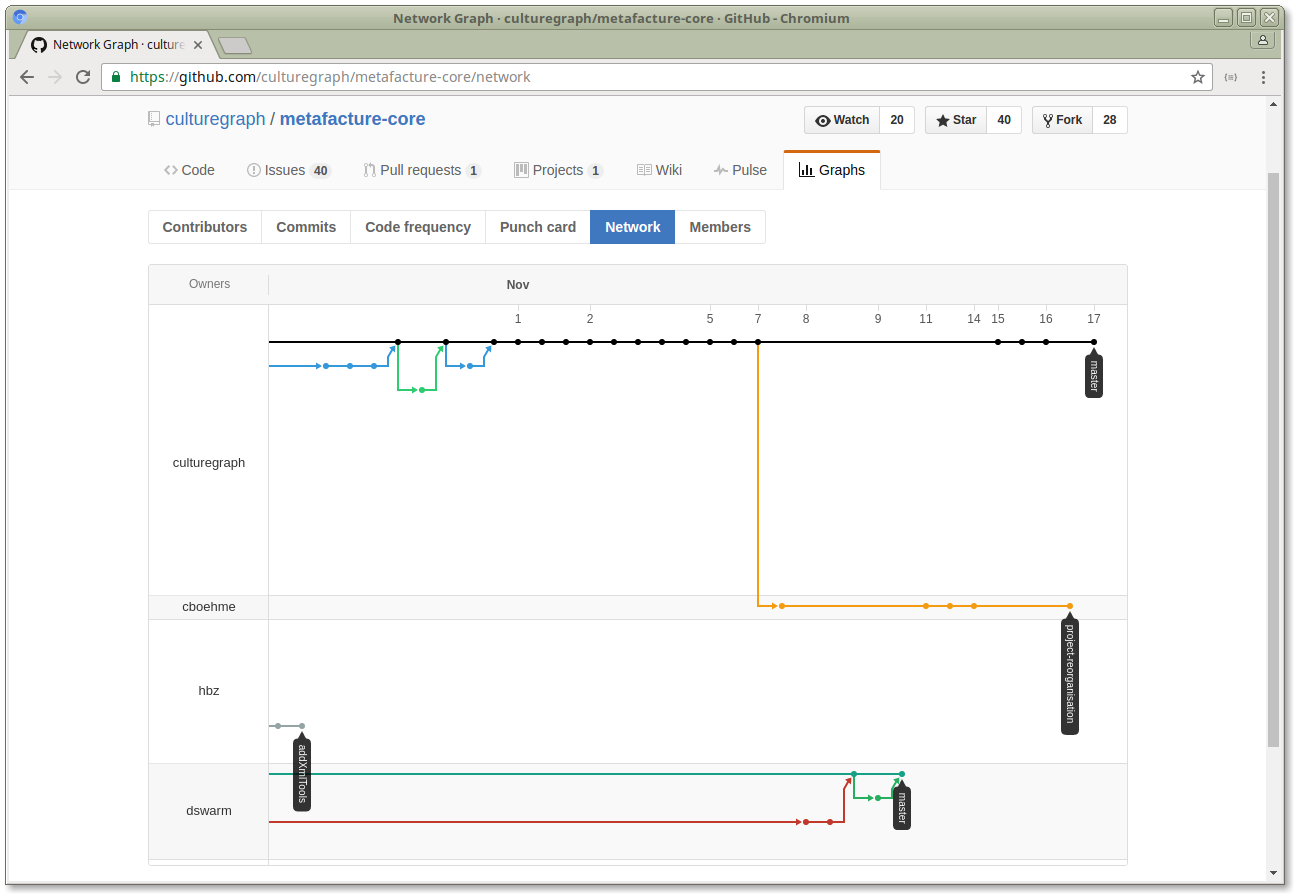 Network Graph · culturegraph/metafacture-core · GitHub - Chromium
Network Graph · culture
https://github.com/culturegraph/metafacture-core/network
culturegraph / metafacture-core
Watch 20 Star 40 Fork 28
Code Issues 40 Pull requests 1 Projects 1 Wiki Pulse Graphs
Contributors Commits Code frequency Punch card Network Members
Owners Nov
1 2 5 7 8 9 11 14 15 16 17
master
culturegraph
cboehme
project-reorganisation
hbz
addXmlTools
dswarm
master